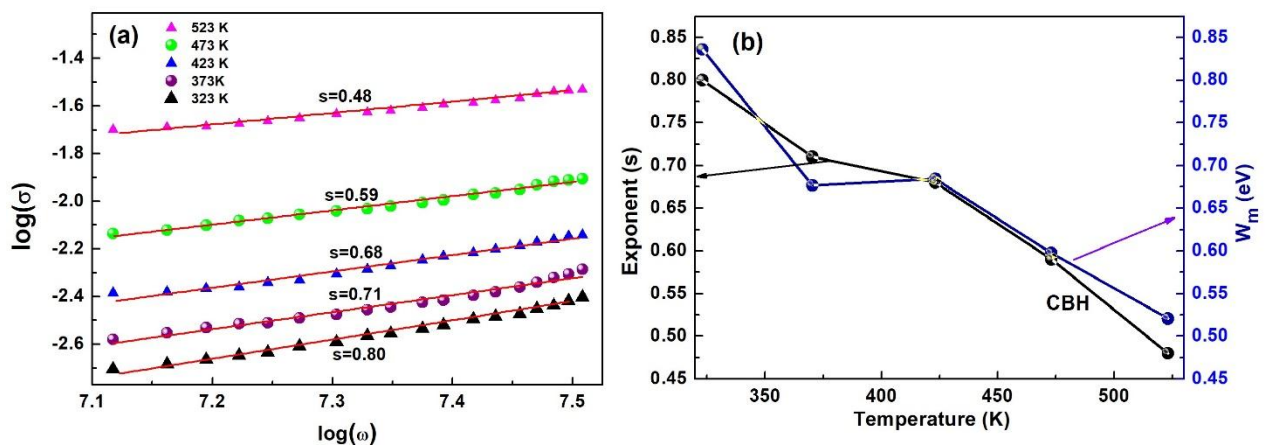 (a)
523 K
473 K
423 K
373K
323 K
s=0.48
s=0.59
s=0.68
s=0.71
s=0.80
-1.4
-1.6
-1.8
-2.0
-2.2
-2.4
-2.6
log(σ)
7.1
7.2
7.3
7.4
7.5
log(ω)
(b)
0.85
0.80
0.75
0.70
0.65
0.60
0.55
0.50
0.45
Exponent (s)
CBH
350
400
450
500
Temperature (K)
0.85
0.80
0.75
0.70
0.65
0.60
0.55
0.50
0.45
W_m (eV)